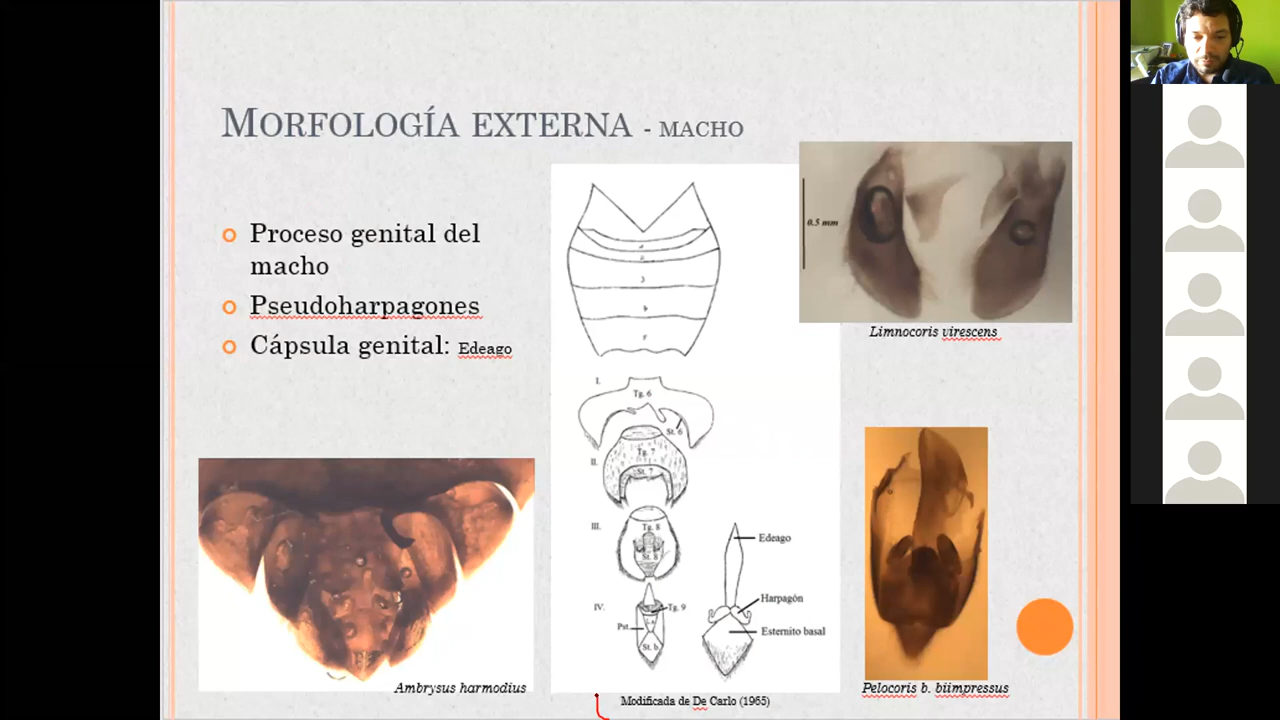 MORFOLOGÍA EXTERNA - MACHO
Proceso genital del
macho
Pseudoharpagones
Cápsula genital: Edeago
0.5 mm
Limnocoris virescens
I.
Tg. 6
St. 6
II.
Tg. 7
St. 7
III.
Tg. 8
St. 8
IV.
Tg. 9
Pst.
St. b
Edeago
Harpagón
Esternito basal
Ambrysus harmodius
Modificada de De Carlo (1965)
Pelocoris b. biimpressus